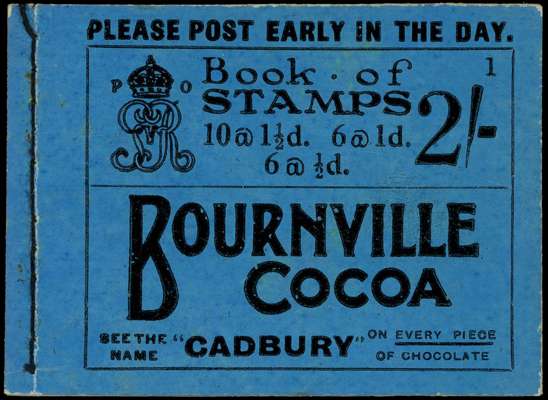 PLEASE POST EARLY IN THE DAY.
1
P GRV O
Book · of
STAMPS 2/-
10 @ 1½d. 6 @ 1d.
6 @ ½d.
BOURNVILLE
COCOA
SEE THE NAME "CADBURY" ON EVERY PIECE OF CHOCOLATE